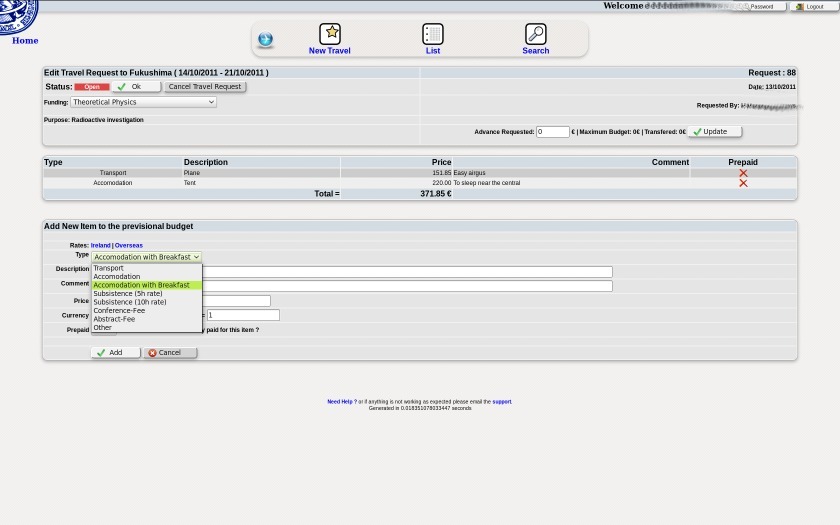 Welcome
Password
Logout
Home
New Travel
List
Search
Edit Travel Request to Fukushima ( 14/10/2011 - 21/10/2011 )
Request : 88
Status: Open Ok Cancel Travel Request
Date: 13/10/2011
Funding: Theoretical Physics
Requested By:
Purpose: Radioactive investigation
Advance Requested: 0 € | Maximum Budget: 0€ | Transfered: 0€ Update
Type Description Price Comment Prepaid
Transport Plane 151.85 Easy airgus
Accomodation Tent 220.00 To sleep near the central
Total = 371.85 €
Add New Item to the previsional budget
Rates: Ireland | Overseas
Type Accomodation with Breakfast
Transport
Description
Accomodation
Accomodation with Breakfast
Comment
Subsistence (5h rate)
Price
Subsistence (10h rate)
Conference-Fee
Currency = 1
Abstract-Fee
Other
Prepaid y paid for this item ?
Add Cancel
Need Help ? or if anything is not working as expected please email the support.
Generated in 0.018351078033447 seconds